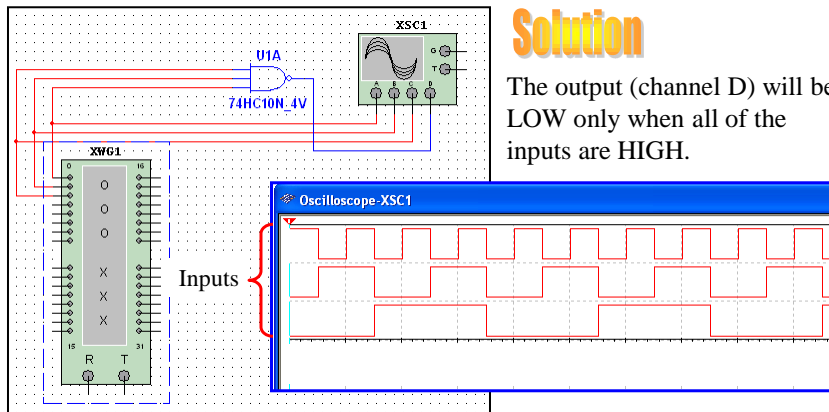 XSC1
G
T
A B C D
U1A
74HC10N_4V
XWG1
0
16
O
O
O
X
X
X
15
31
R
T
Solution
The output (channel D) will be
LOW only when all of the
inputs are HIGH.
Oscilloscope-XSC1
1
Inputs